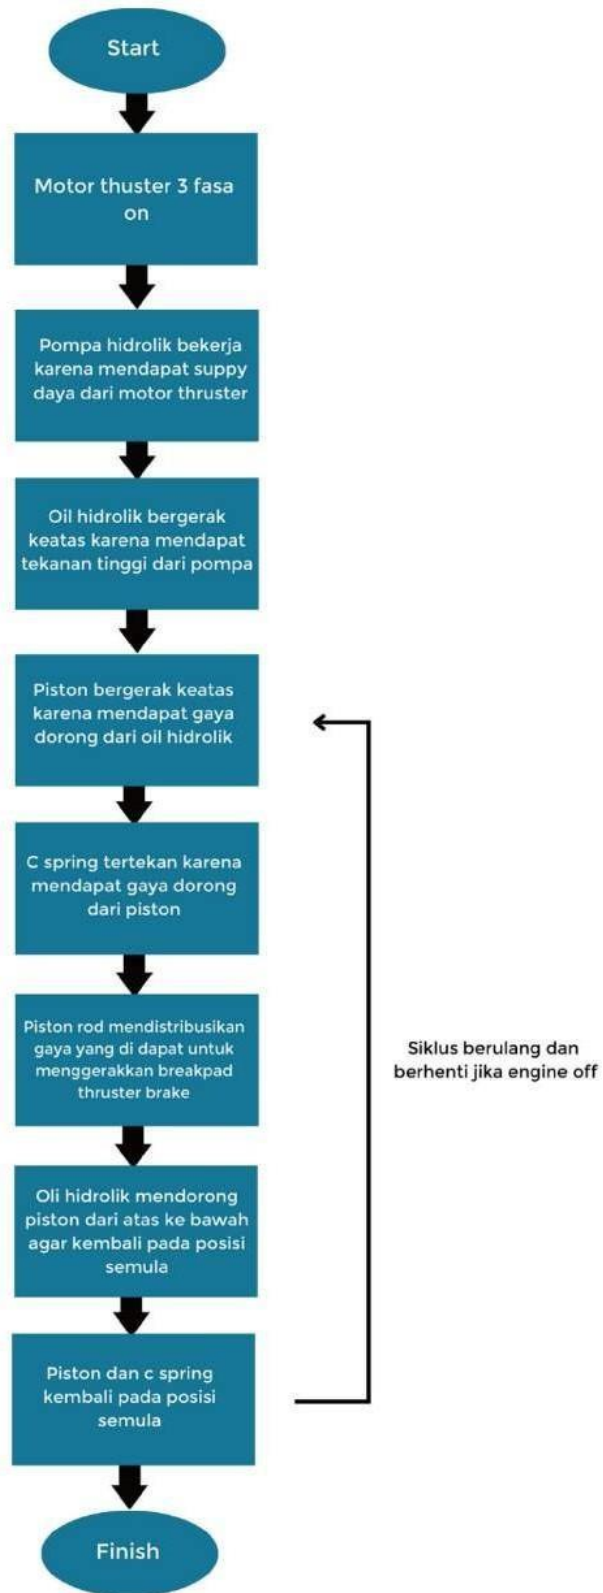 Start
Motor thuster 3 fasa
on
Pompa hidrolik bekerja
karena mendapat suppy
daya dari motor thruster
Oil hidrolik bergerak
keatas karena mendapat
tekanan tinggi dari pompa
Piston bergerak keatas
karena mendapat gaya
dorong dari oil hidrolik
C spring tertekan karena
mendapat gaya dorong
dari piston
Piston rod mendistribusikan
gaya yang di dapat untuk
menggerakkan breakpad
thruster brake
Siklus berulang dan
berhenti jika engine off
Oli hidrolik mendorong
piston dari atas ke bawah
agar kembali pada posisi
semula
Piston dan c spring
kembali pada posisi
semula
Finish